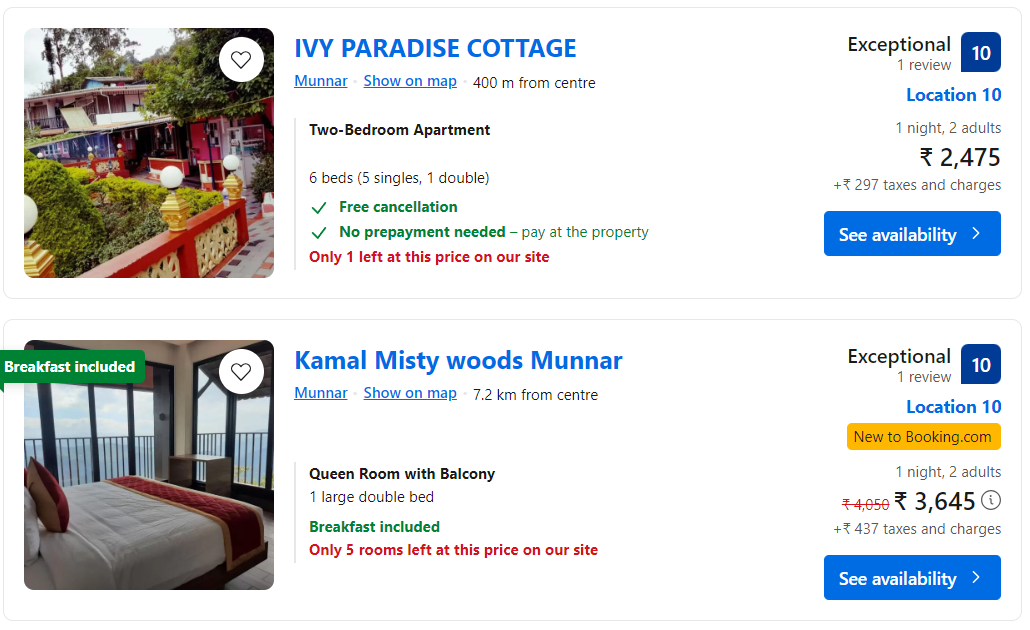 IVY PARADISE COTTAGE
Munnar · Show on map · 400 m from centre
Exceptional
1 review
10
Location 10
Two-Bedroom Apartment
6 beds (5 singles, 1 double)
Free cancellation
No prepayment needed – pay at the property
Only 1 left at this price on our site
1 night, 2 adults
₹ 2,475
+₹ 297 taxes and charges
See availability
Breakfast included
Kamal Misty woods Munnar
Munnar · Show on map · 7.2 km from centre
Exceptional
1 review
10
Location 10
New to Booking.com
Queen Room with Balcony
1 large double bed
Breakfast included
Only 5 rooms left at this price on our site
1 night, 2 adults
₹ 4,050 ₹ 3,645
+₹ 437 taxes and charges
See availability